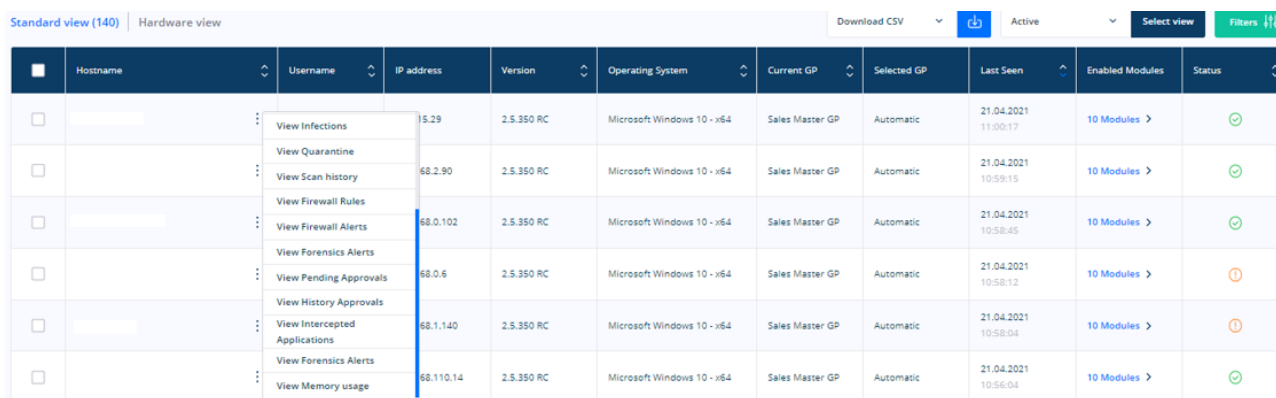 Standard view (140) Hardware view Download CSV Active Select view Filters
Hostname Username IP address Version Operating System Current GP Selected GP Last Seen Enabled Modules Status
View Infections 15.29 2.5.350 RC Microsoft Windows 10 - x64 Sales Master GP Automatic 21.04.2021 10 Modules
11:00:17
View Quarantine
View Scan history 68.2.90 2.5.350 RC Microsoft Windows 10 - x64 Sales Master GP Automatic 21.04.2021 10 Modules
10:59:15
View Firewall Rules
View Firewall Alerts 68.0.102 2.5.350 RC Microsoft Windows 10 - x64 Sales Master GP Automatic 21.04.2021 10 Modules
10:58:45
View Forensics Alerts
View Pending Approvals 68.0.6 2.5.350 RC Microsoft Windows 10 - x64 Sales Master GP Automatic 21.04.2021 10 Modules
10:58:12
View History Approvals
View Intercepted 68.1.140 2.5.350 RC Microsoft Windows 10 - x64 Sales Master GP Automatic 21.04.2021 10 Modules
Applications 10:58:04
View Forensics Alerts
View Memory usage 68.110.14 2.5.350 RC Microsoft Windows 10 - x64 Sales Master GP Automatic 21.04.2021 10 Modules
10:56:04